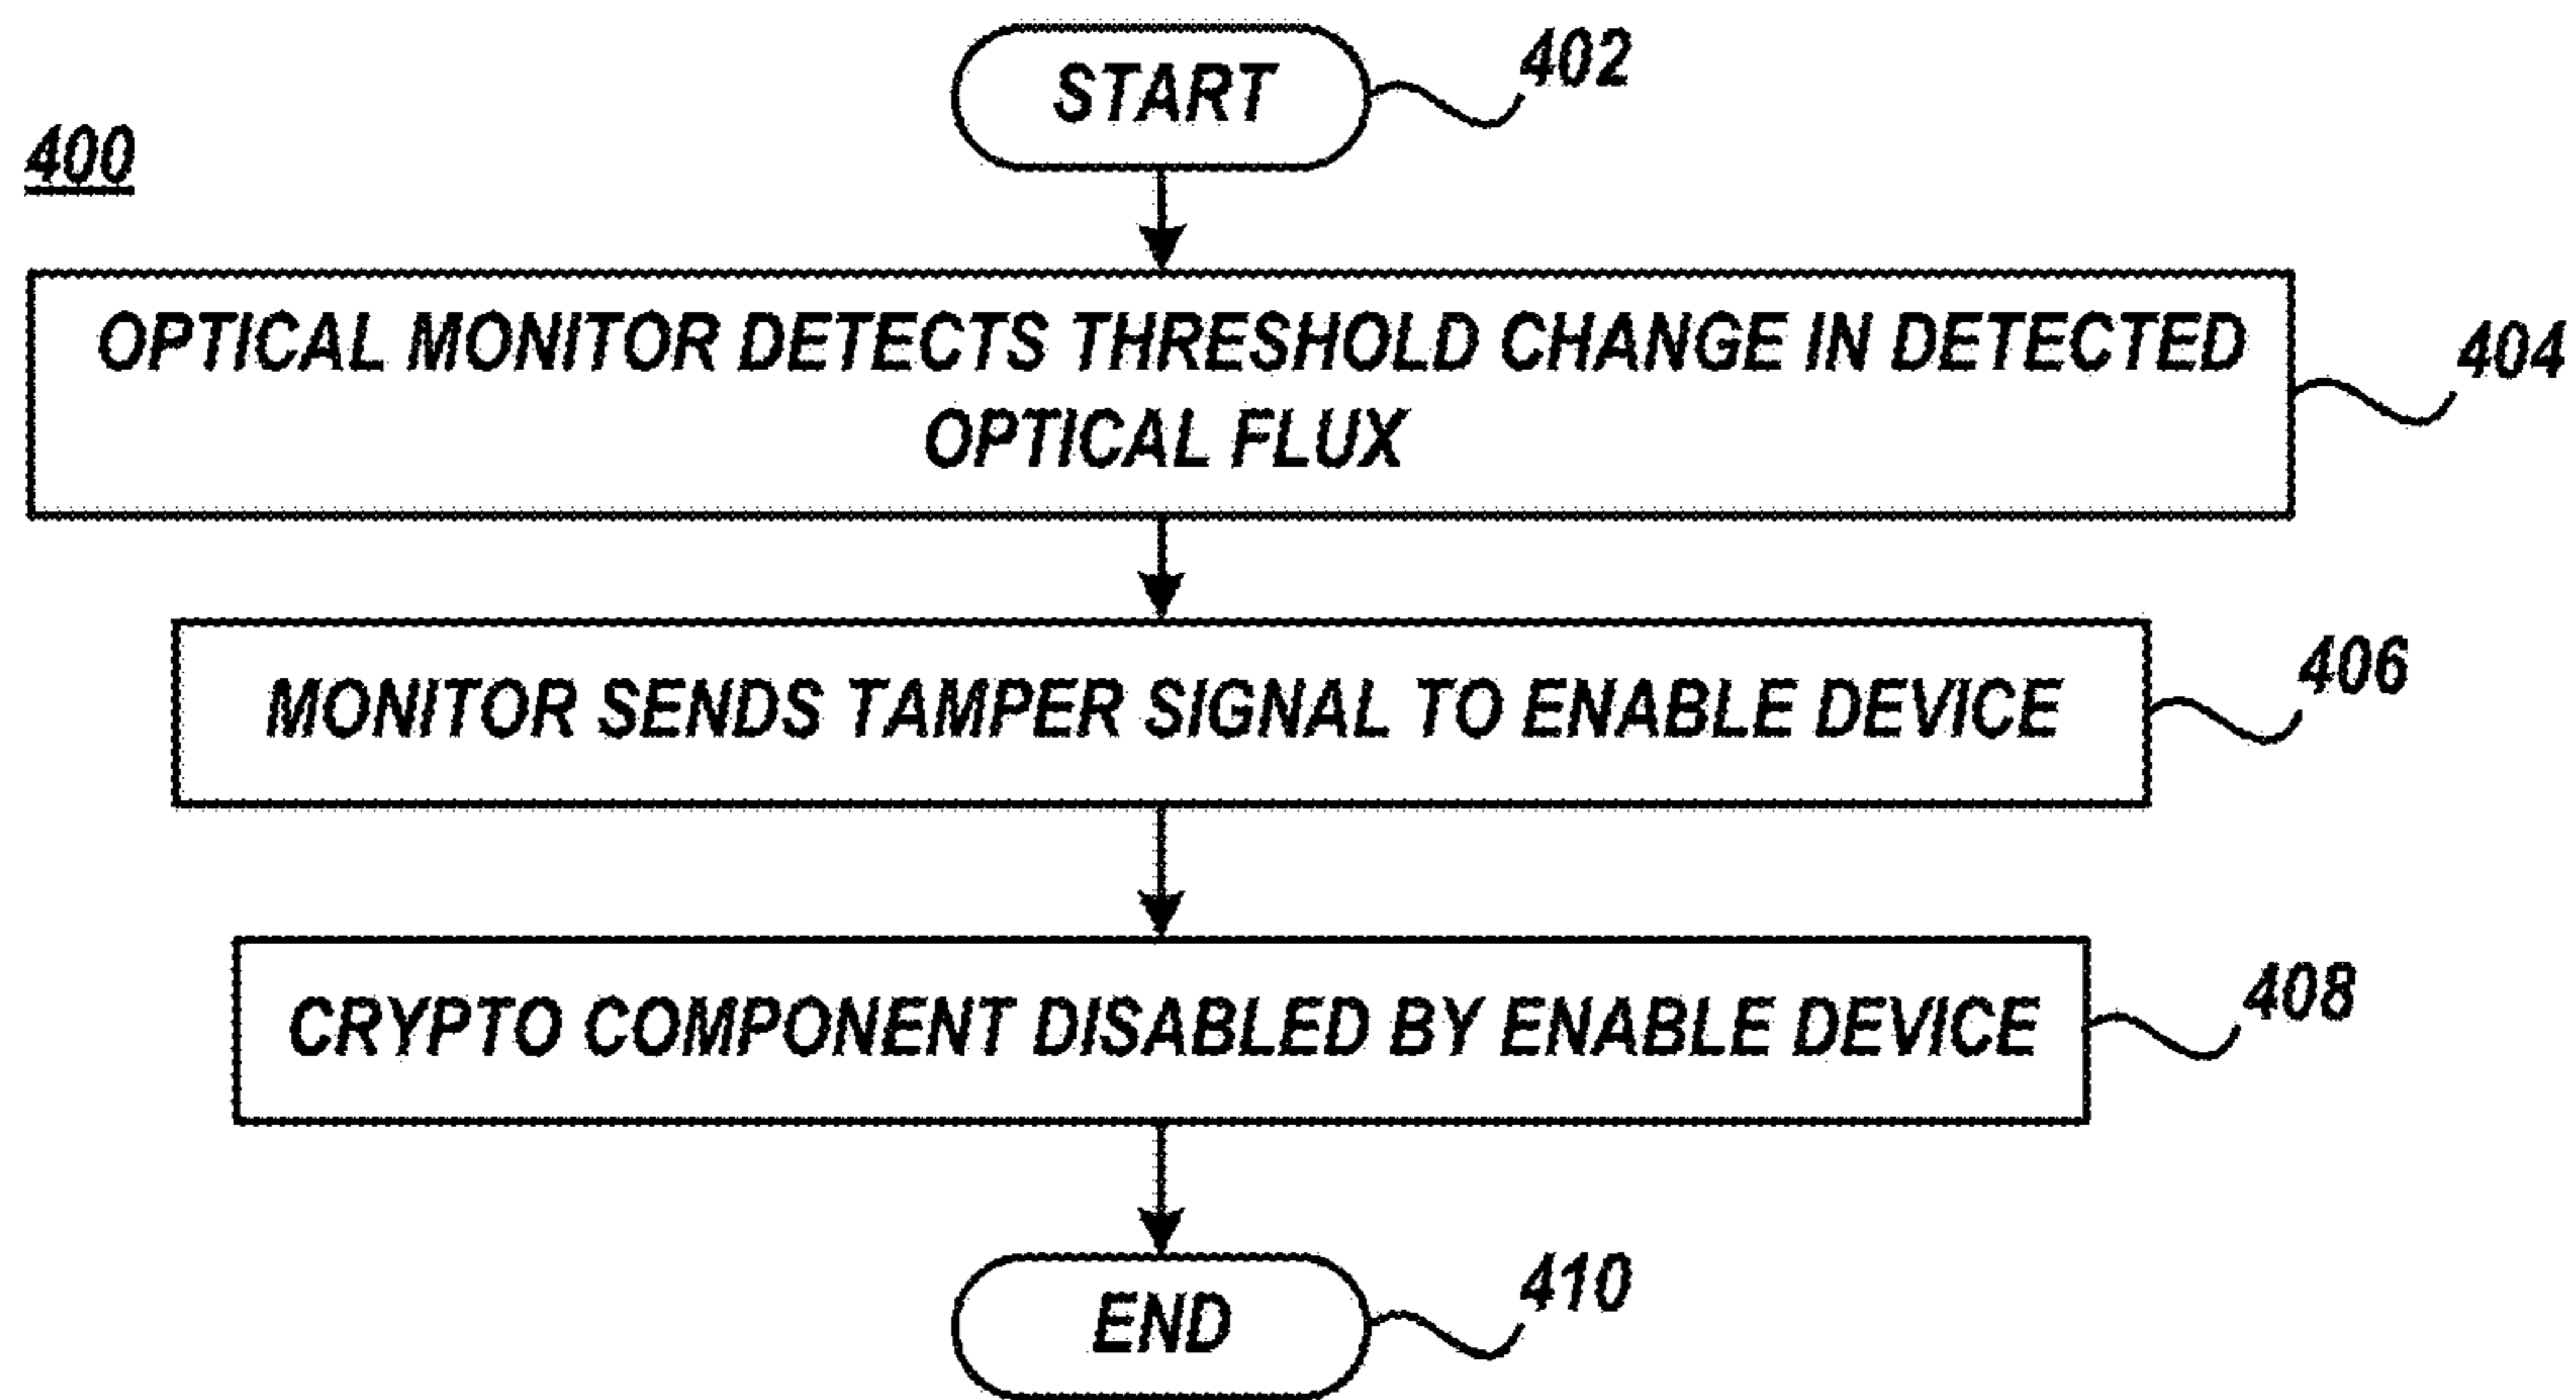 START
402
400
OPTICAL MONITOR DETECTS THRESHOLD CHANGE IN DETECTED
OPTICAL FLUX
404
MONITOR SENDS TAMPER SIGNAL TO ENABLE DEVICE
406
CRYPTO COMPONENT DISABLED BY ENABLE DEVICE
408
END
410